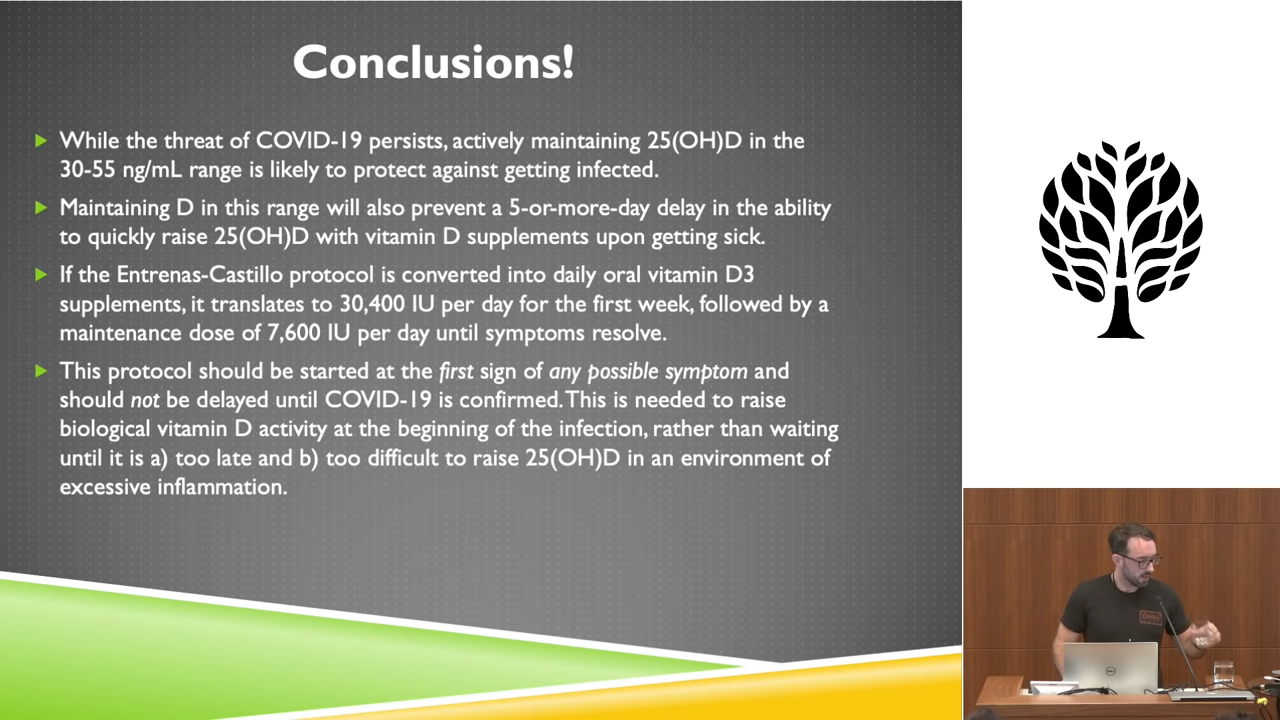 Conclusions!
While the threat of COVID-19 persists, actively maintaining 25(OH)D in the
30-55 ng/mL range is likely to protect against getting infected.
Maintaining D in this range will also prevent a 5-or-more-day delay in the ability
to quickly raise 25(OH)D with vitamin D supplements upon getting sick.
If the Entrenas-Castillo protocol is converted into daily oral vitamin D3
supplements, it translates to 30,400 IU per day for the first week, followed by a
maintenance dose of 7,600 IU per day until symptoms resolve.
This protocol should be started at the first sign of any possible symptom and
should not be delayed until COVID-19 is confirmed. This is needed to raise
biological vitamin D activity at the beginning of the infection, rather than waiting
until it is a) too late and b) too difficult to raise 25(OH)D in an environment of
excessive inflammation.